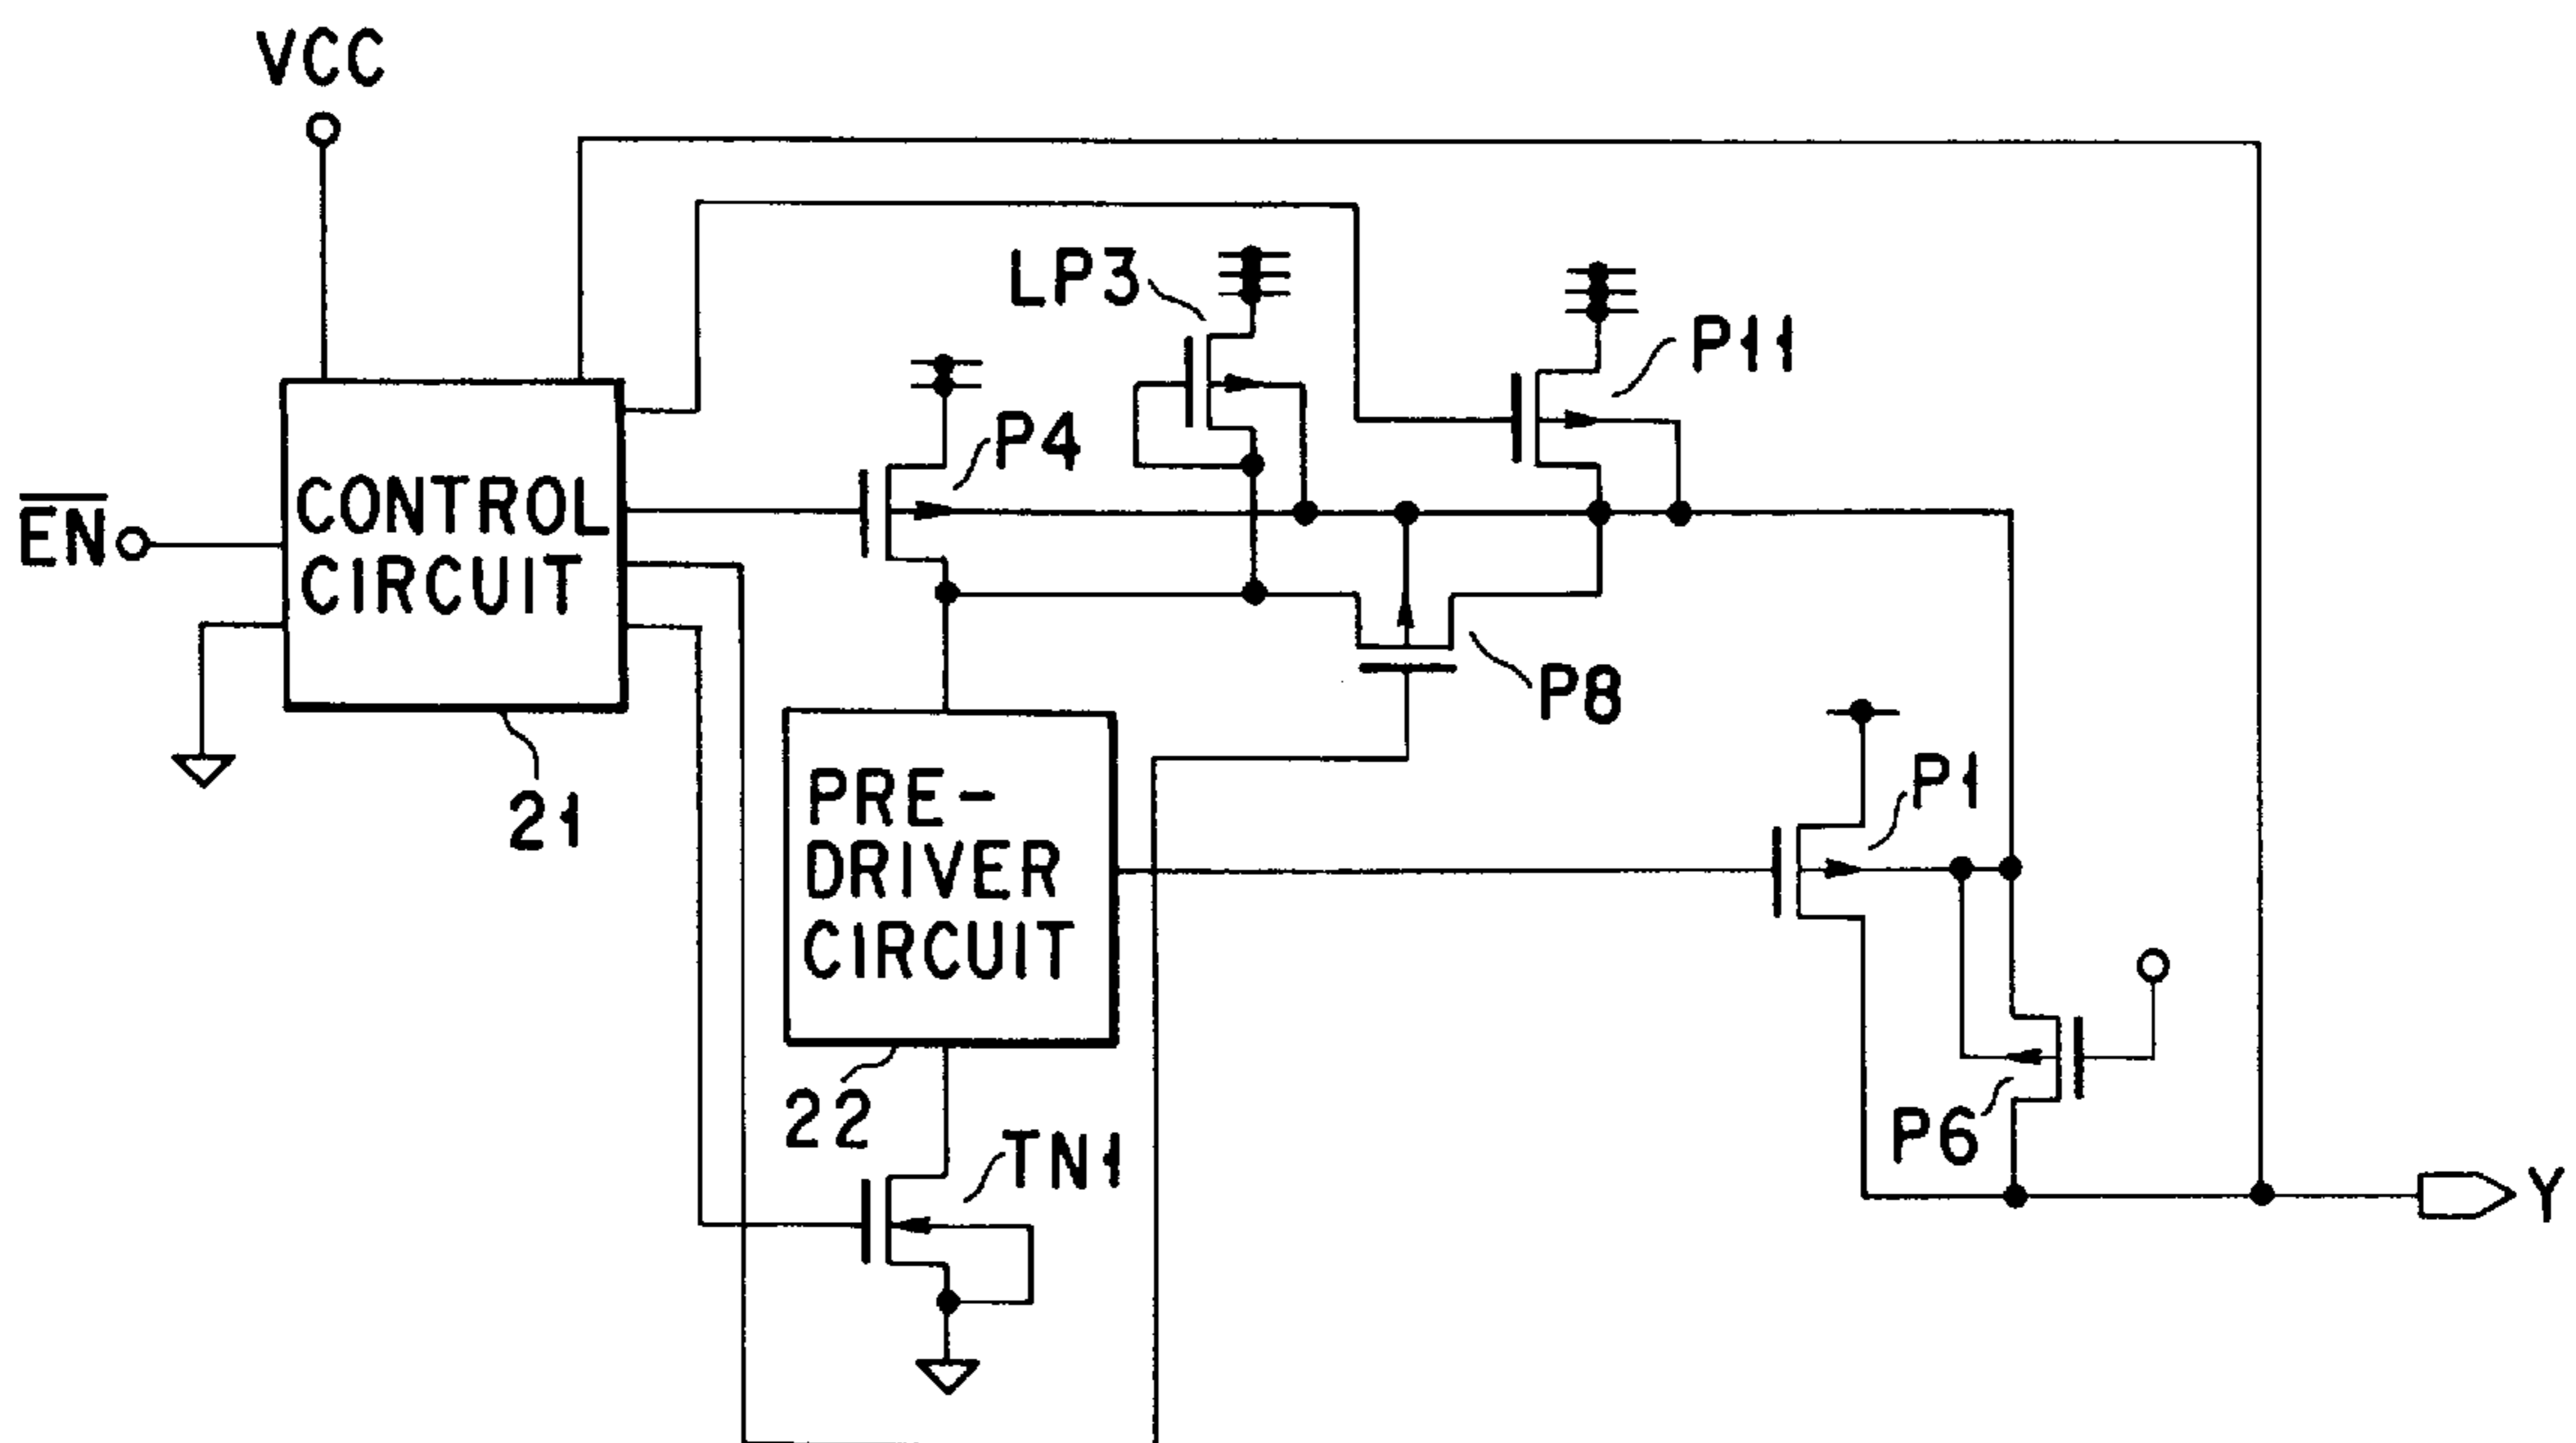 VCC
LP3
P11
P4
CONTROL
CIRCUIT
EN
P8
21
P1
PRE-
DRIVER
CIRCUIT
22
P6
TN1
Y